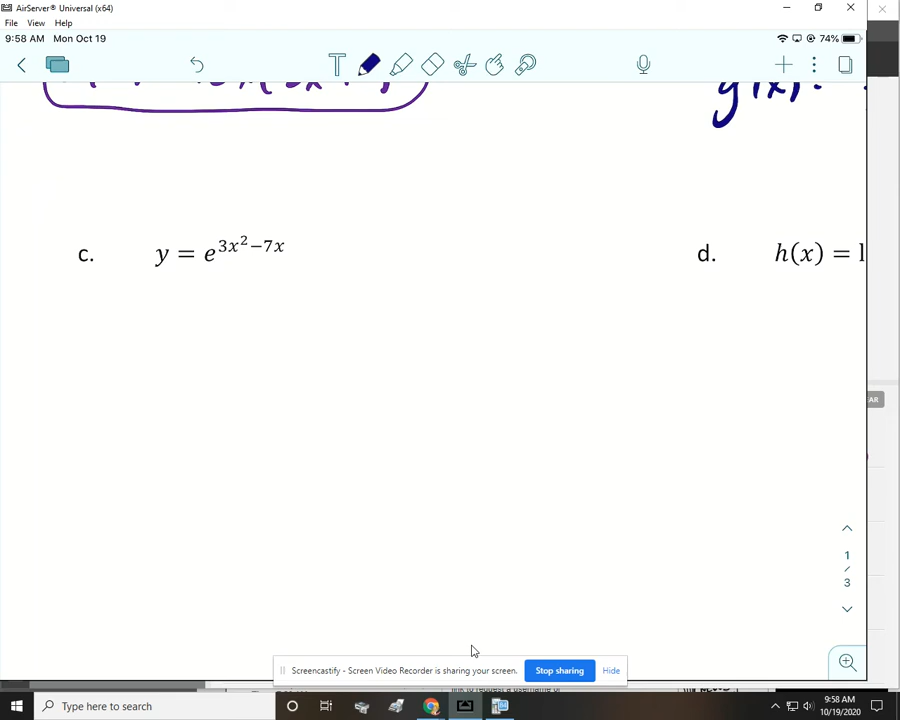 AirServer® Universal (x64)
File View Help
9:58 AM Mon Oct 19
74%
c. y = e^{3x^2−7x}
d. h(x) = l
AR
1
/
3
Screencastify - Screen Video Recorder is sharing your screen.
Stop sharing
Hide
Type here to search
9:58 AM
10/19/2020